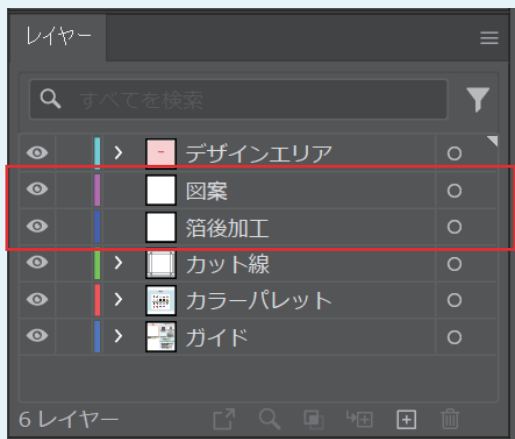 レイヤー
すべてを検索
デザインエリア
図案
箔後加工
カット線
カラーパレット
ガイド
6レイヤー